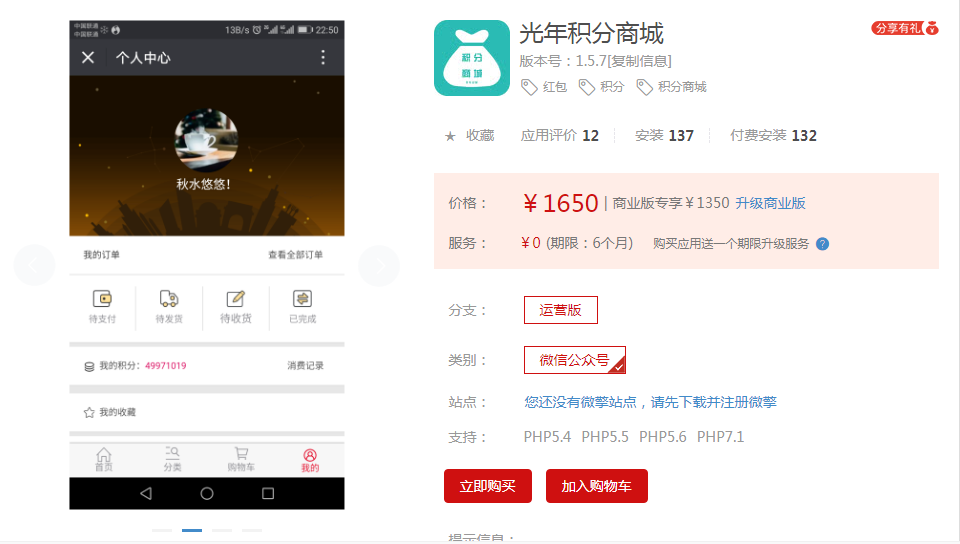 中国联通
中国联通
13B/s
22:50
个人中心
秋水悠悠!
我的订单
查看全部订单
待支付
待发货
待收货
已完成
我的积分：49971019
消费记录
我的收藏
首页
分类
购物车
我的
积分
商城
光年积分商城
分享有礼
版本号：1.5.7[复制信息]
红包
积分
积分商城
收藏
应用评价 12
安装 137
付费安装 132
价格： ¥1650 | 商业版专享¥1350 升级商业版
服务： ¥0 (期限：6个月) 购买应用送一个期限升级服务 ?
分支： 运营版
类别： 微信公众号
站点： 您还没有微擎站点，请先下载并注册微擎
支持： PHP5.4 PHP5.5 PHP5.6 PHP7.1
立即购买
加入购物车
提示信息：